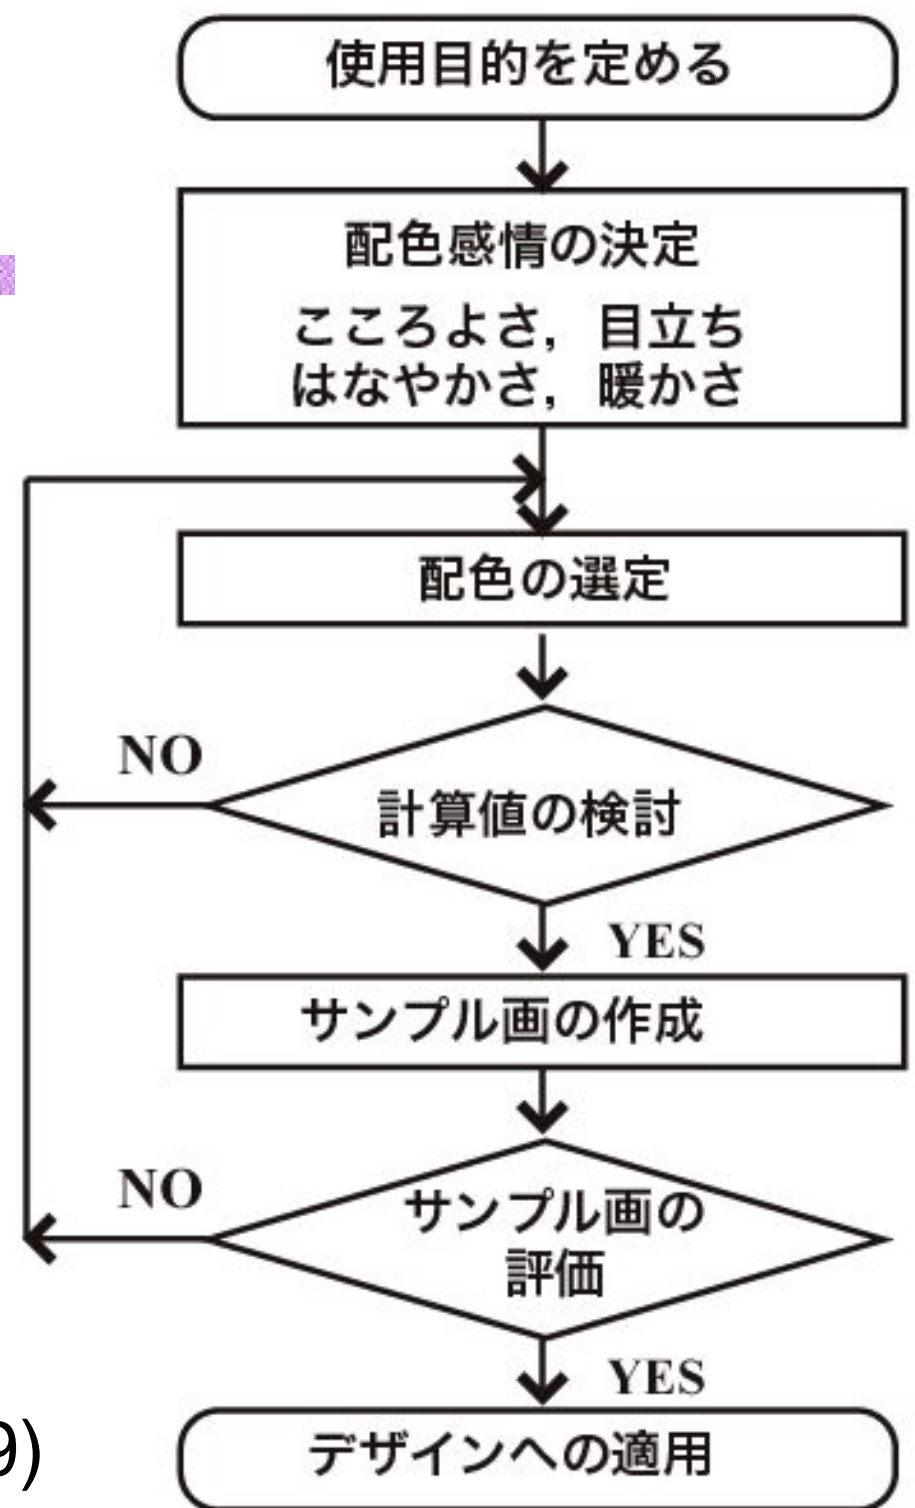 使用目的を定める
配色感情の決定
こころよさ，目立ち
はなやかさ，暖かさ
配色の選定
NO
計算値の検討
YES
サンプル画の作成
NO
サンプル画の
評価
YES
9)
デザインへの適用